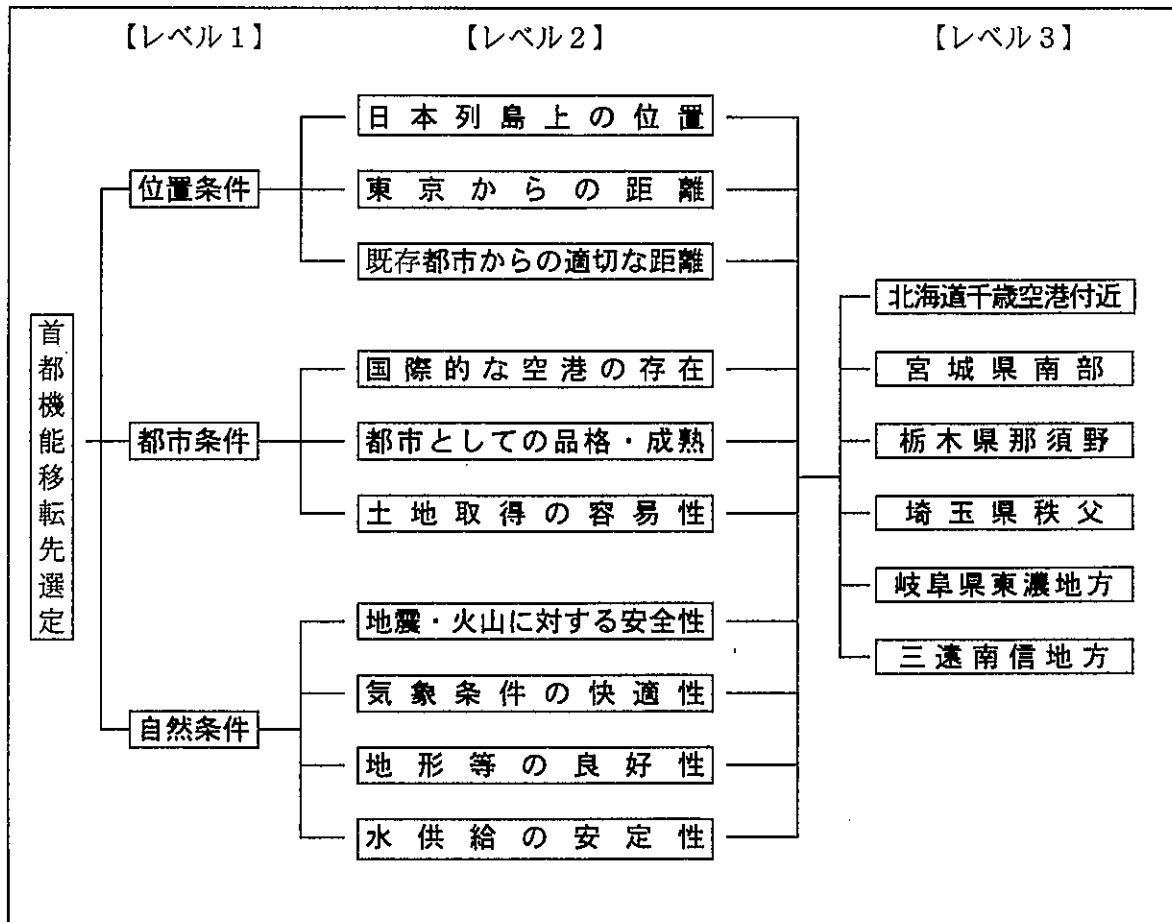 【レベル1】
【レベル2】
【レベル3】
首都機能移転先選定
位置条件
都市条件
自然条件
日本列島上の位置
東京からの距離
既存都市からの適切な距離
国際的な空港の存在
都市としての品格・成熟
土地取得の容易性
地震・火山に対する安全性
気象条件の快適性
地形等の良好性
水供給の安定性
北海道千歳空港付近
宮城県南部
栃木県那須野
埼玉県秩父
岐阜県東濃地方
三遠南信地方